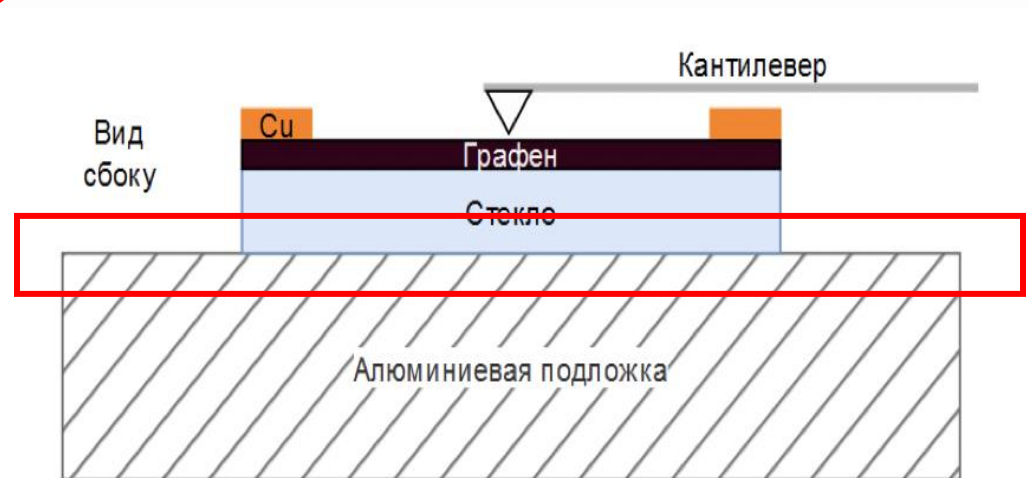 Кантилевер
Вид
сбоку
Cu
Графен
Стекло
Алюминиевая подложка